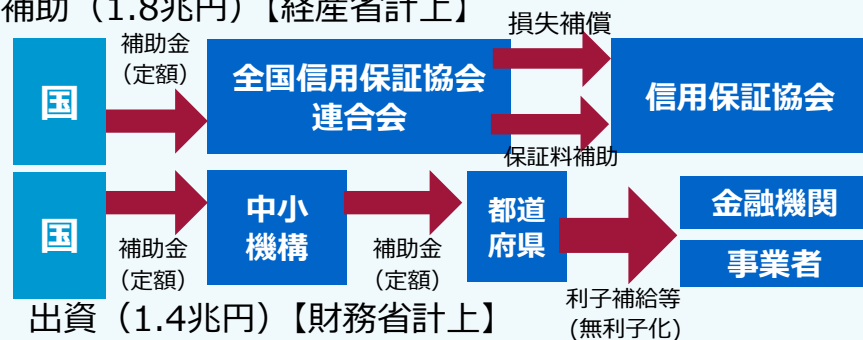 補助（1.8兆円）【経産省計上】
補助金
（定額）
損失補償
国
全国信用保証協会
連合会
信用保証協会
保証料補助
国
中小
機構
都道
府県
金融機関
事業者
補助金
（定額）
補助金
（定額）
利子補給等
（無利子化）
出資（1.4兆円）【財務省計上】